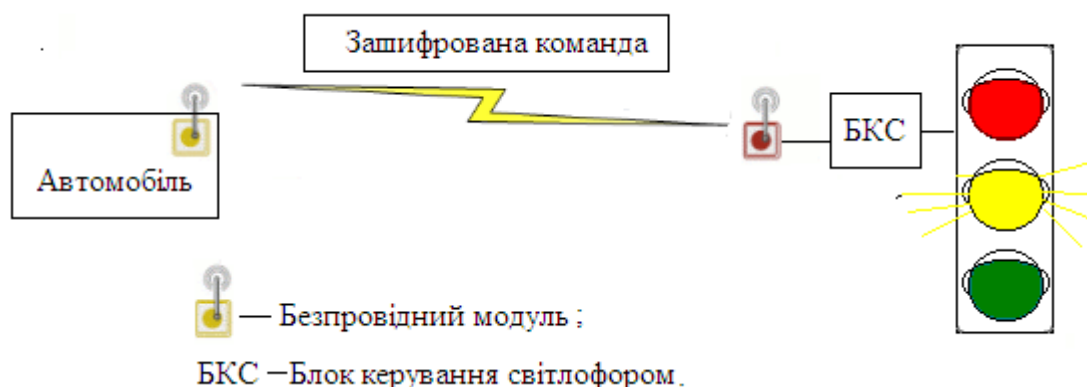 Зашифрована команда
БКС
Автомобіль
— Безпровідний модуль ;
БКС —Блок керування світлофором.